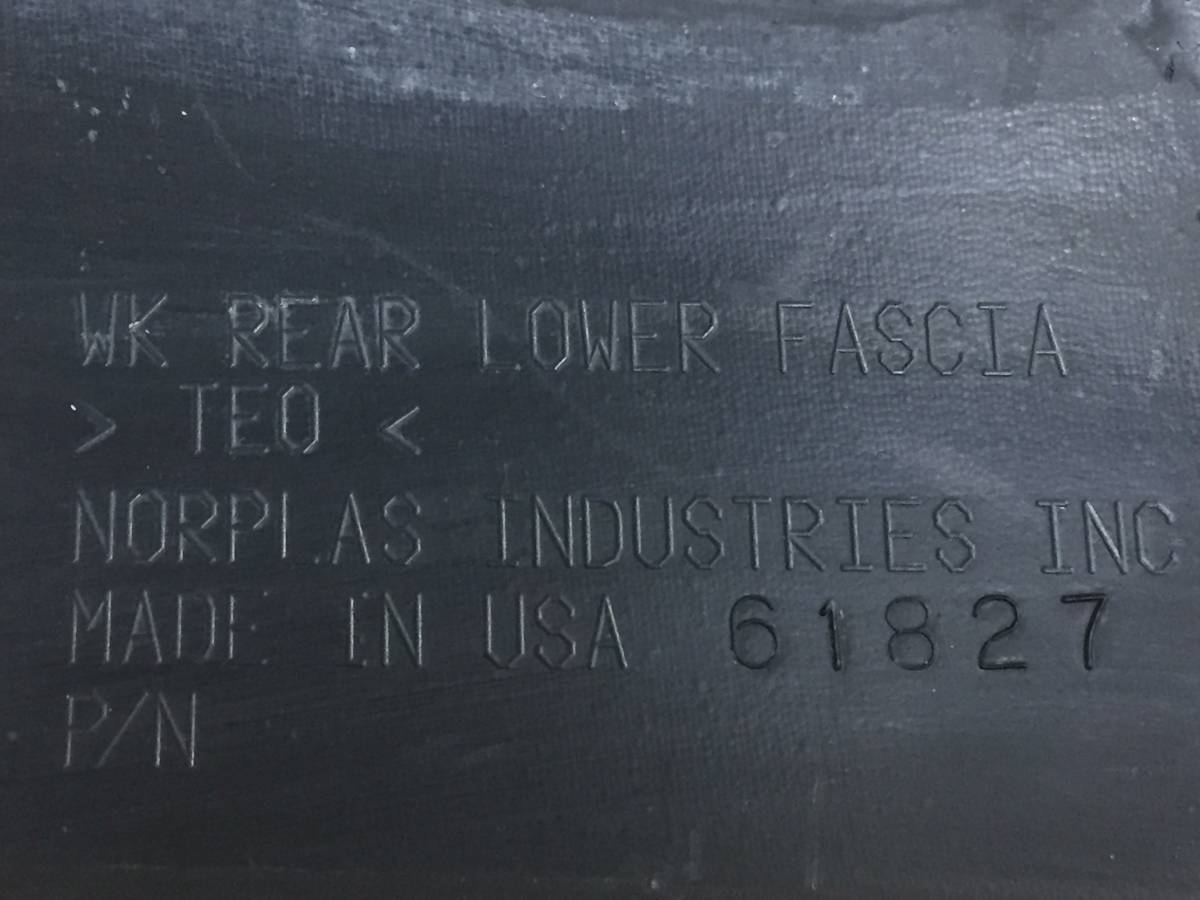 WK REAR LOWER FASCIA
> TEO <
NORPLAS INDUSTRIES INC
MADE IN USA 61827
P/N